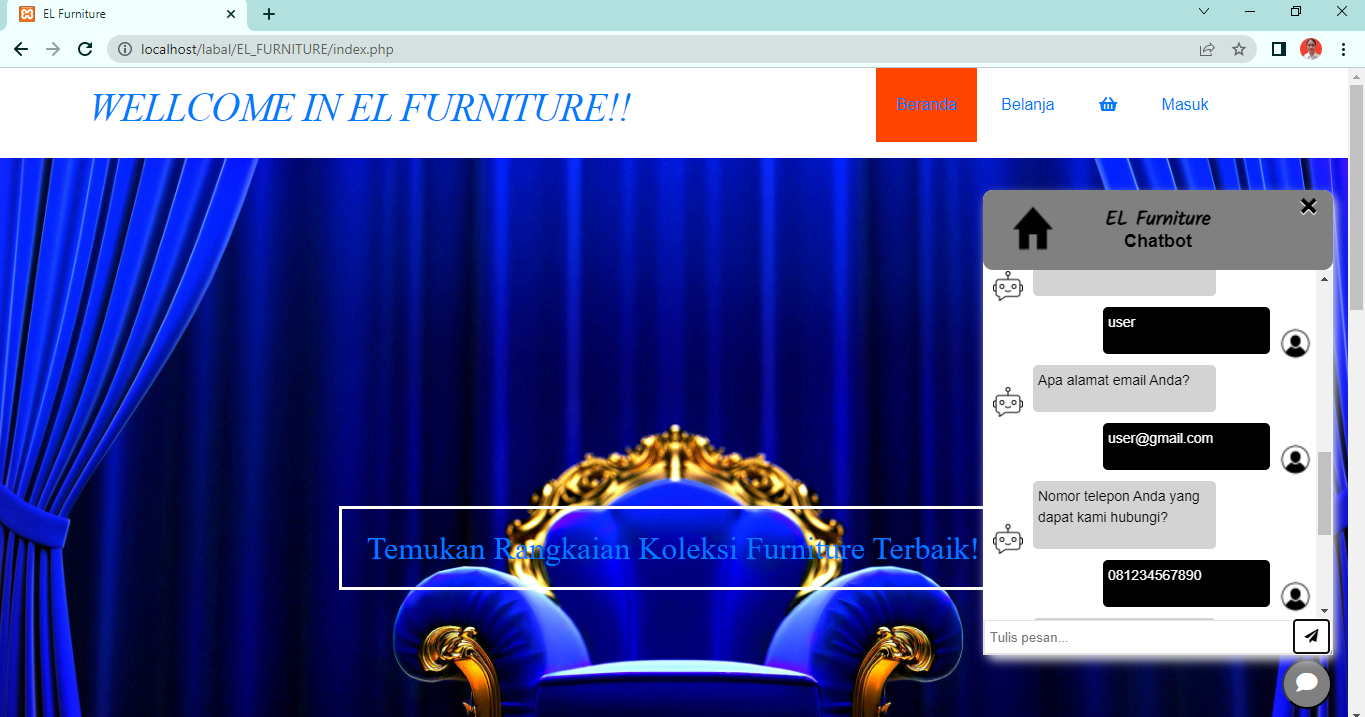 EL Furniture
localhost/labal/EL_FURNITURE/index.php
WELLCOME IN EL FURNITURE!!
Beranda
Belanja
Masuk
EL Furniture
Chatbot
user
Apa alamat email Anda?
user@gmail.com
Nomor telepon Anda yang
dapat kami hubungi?
081234567890
Tulis pesan...
Temukan Rangkaian Koleksi Furniture Terbaik!